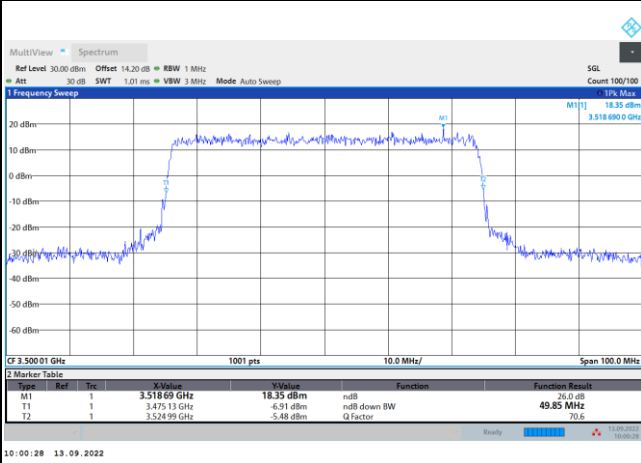 MultiView Spectrum
Ref Level 30.00 dBm Offset 14.20 dB RBW 1 MHz SGL
Att 30 dB SWT 1.01 ms VBW 3 MHz Mode Auto Sweep Count 100/100
1 Frequency Sweep 1Pk Max
M1[1] 18.35 dBm
3.518 690 0 GHz
M1
20 dBm
10 dBm
0 dBm
T1 T2
-10 dBm
-20 dBm
-30 dBm
-40 dBm
-50 dBm
-60 dBm
CF 3.500 01 GHz 1001 pts 10.0 MHz/ Span 100.0 MHz
2 Marker Table
Type Ref Trc X-Value Y-Value Function Function Result
M1 1 3.518 69 GHz 18.35 dBm ndB 26.0 dB
T1 1 3.475 13 GHz -6.91 dBm ndB down BW 49.85 MHz
T2 1 3.524 99 GHz -5.48 dBm Q Factor 70.6
Ready 13.09.2022
10:00:28
10:00:28 13.09.2022